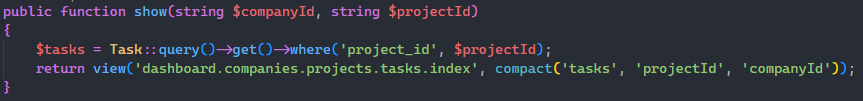 public function show(string $companyId, string $projectId)
{
    $tasks = Task::query()->get()->where('project_id', $projectId);
    return view('dashboard.companies.projects.tasks.index', compact('tasks', 'projectId', 'companyId'));
}